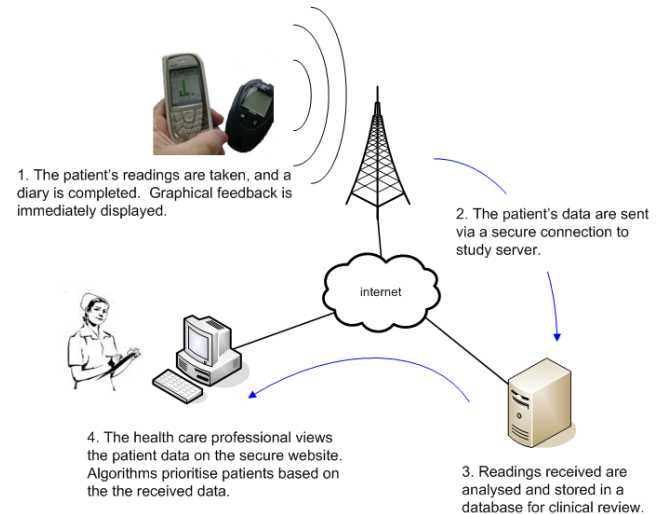 1. The patient's readings are taken, and a
diary is completed.  Graphical feedback is
immediately displayed.
2. The patient's data are sent
via a secure connection to
study server.
internet
4. The health care professional views
the patient data on the secure website.
Algorithms prioritise patients based on
the the received data.
3. Readings received are
analysed and stored in a
database for clinical review.